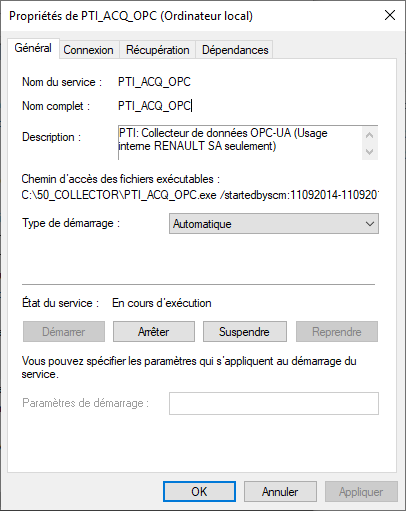 Propriétés de PTI_ACQ_OPC (Ordinateur local)
Général Connexion Récupération Dépendances
Nom du service : PTI_ACQ_OPC
Nom complet : PTI_ACQ_OPC
Description : PTI: Collecteur de données OPC-UA (Usage
interne RENAULT SA seulement)
Chemin d'accès des fichiers exécutables :
C:\50_COLLECTOR\PTI_ACQ_OPC.exe /startedbyscm:11092014-110920
Type de démarrage : Automatique
État du service : En cours d'exécution
Démarrer Arrêter Suspendre Reprendre
Vous pouvez spécifier les paramètres qui s'appliquent au démarrage du
service.
Paramètres de démarrage :
OK Annuler Appliquer